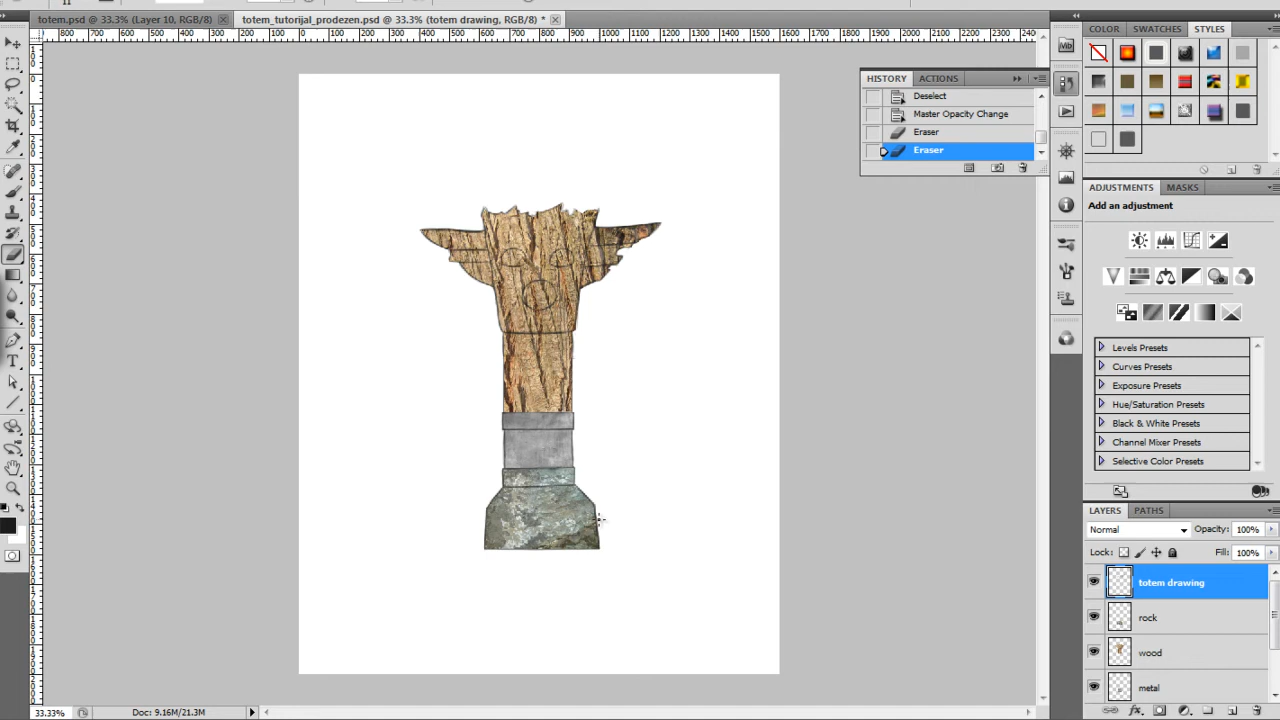 totem.psd @ 33.3% (Layer 10, RGB/8)
totem_tutorijal_prodezen.psd @ 33.3% (totem drawing, RGB/8) *
800 700 600 500 400 300 200 100 0 100 200 300 400 500 600 700 800 900 1000 1100 1200 1300 1400 1500 1600 1700 1800 1900 2000 2100 2200 2300
COLOR SWATCHES STYLES
HISTORY ACTIONS
Deselect
Master Opacity Change
Eraser
Eraser
ADJUSTMENTS MASKS
Add an adjustment
Levels Presets
Curves Presets
Exposure Presets
Hue/Saturation Presets
Black & White Presets
Channel Mixer Presets
Selective Color Presets
LAYERS PATHS
Normal Opacity: 100%
Lock: Fill: 100%
totem drawing
rock
wood
metal
33.33% Doc: 9.16M/21.3M